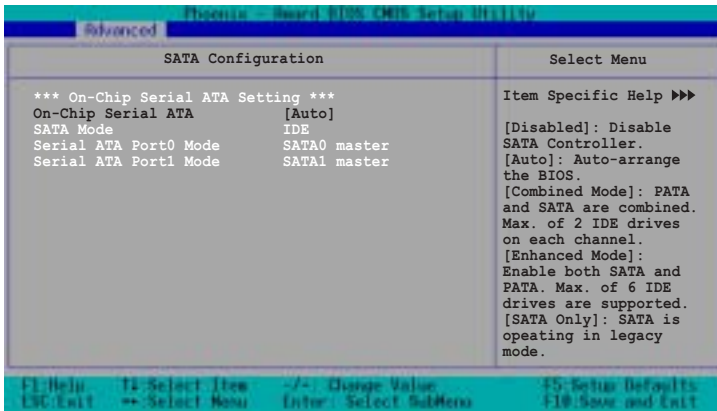 Phoenix - Award BIOS CMOS Setup Utility
Advanced
SATA Configuration
Select Menu
*** On-Chip Serial ATA Setting ***
On-Chip Serial ATA [Auto]
SATA Mode IDE
Serial ATA Port0 Mode SATA0 master
Serial ATA Port1 Mode SATA1 master
Item Specific Help ▶▶▶
[Disabled]: Disable
SATA Controller.
[Auto]: Auto-arrange
the BIOS.
[Combined Mode]: PATA
and SATA are combined.
Max. of 2 IDE drives
on each channel.
[Enhanced Mode]:
Enable both SATA and
PATA. Max. of 6 IDE
drives are supported.
[SATA Only]: SATA is
opeating in legacy
mode.
F1:Help ↑↓:Select Item -/+: Change Value F5:Setup Defaults
ESC:Exit ↔:Select Menu Enter: Select SubMenu F10:Save and Exit